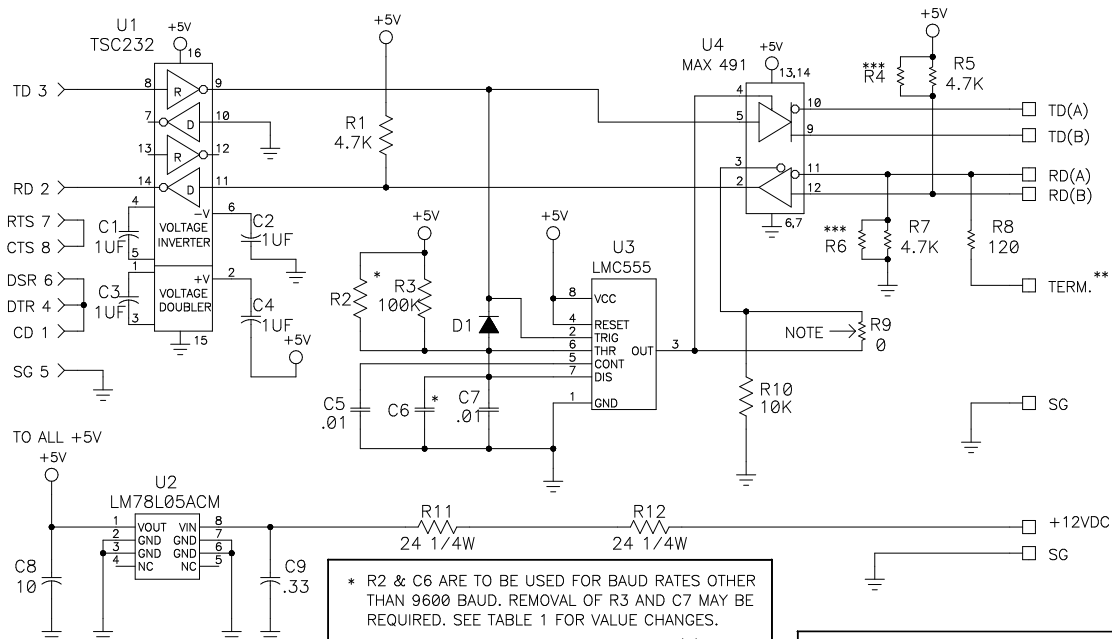 U1
TSC232
+5V
16
TD 3
8
R
9
7
D
10
13
R
12
RD 2
14
D
11
RTS 7
CTS 8
DSR 6
DTR 4
CD 1
SG 5
4
C1
1UF
5
–V
VOLTAGE
INVERTER
6
C2
1UF
1
C3
1UF
3
+V
VOLTAGE
DOUBLER
2
C4
1UF
+5V
15
+5V
R1
4.7K
U4
MAX 491
+5V
13,14
4
5
10
9
3
2
11
12
6,7
+5V
***
R4
R5
4.7K
TD(A)
TD(B)
RD(A)
RD(B)
***
R6
R7
4.7K
R8
120
TERM.**
+5V
*
R2
R3
100K
D1
+5V
U3
LMC555
8
VCC
4
RESET
2
TRIG
6
THR
OUT
3
5
CONT
7
DIS
1
GND
C5
.01
C6
*
C7
.01
NOTE
R9
0
R10
10K
SG
TO ALL +5V
+5V
U2
LM78L05ACM
1
VOUT
VIN
8
2
GND
GND
7
3
GND
GND
6
4
NC
NC
5
C8
10
C9
.33
R11
24 1/4W
R12
24 1/4W
+12VDC
SG
* R2 & C6 ARE TO BE USED FOR BAUD RATES OTHER
THAN 9600 BAUD. REMOVAL OF R3 AND C7 MAY BE
REQUIRED. SEE TABLE 1 FOR VALUE CHANGES.